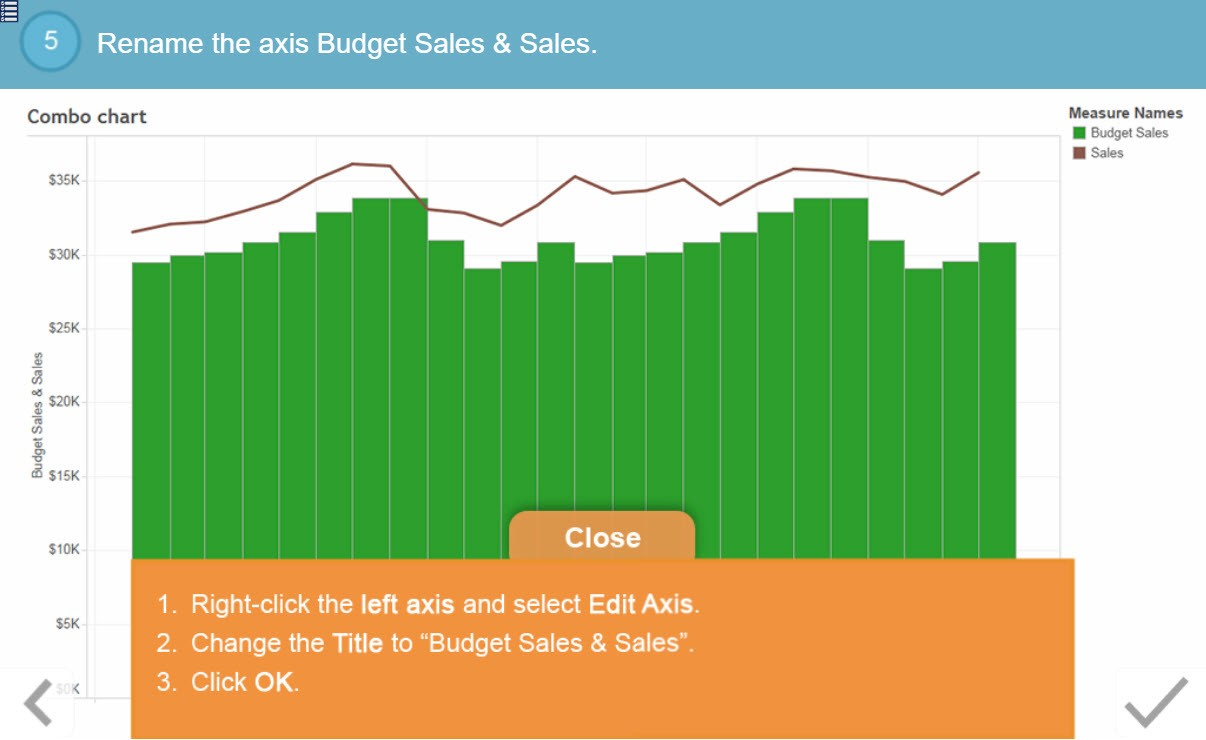 5
Rename the axis Budget Sales & Sales.
Combo chart
Measure Names
Budget Sales
Sales
$35K
$30K
$25K
$20K
$15K
$10K
$5K
$0K
Budget Sales & Sales
Close
1. Right-click the left axis and select Edit Axis.
2. Change the Title to “Budget Sales & Sales”.
3. Click OK.